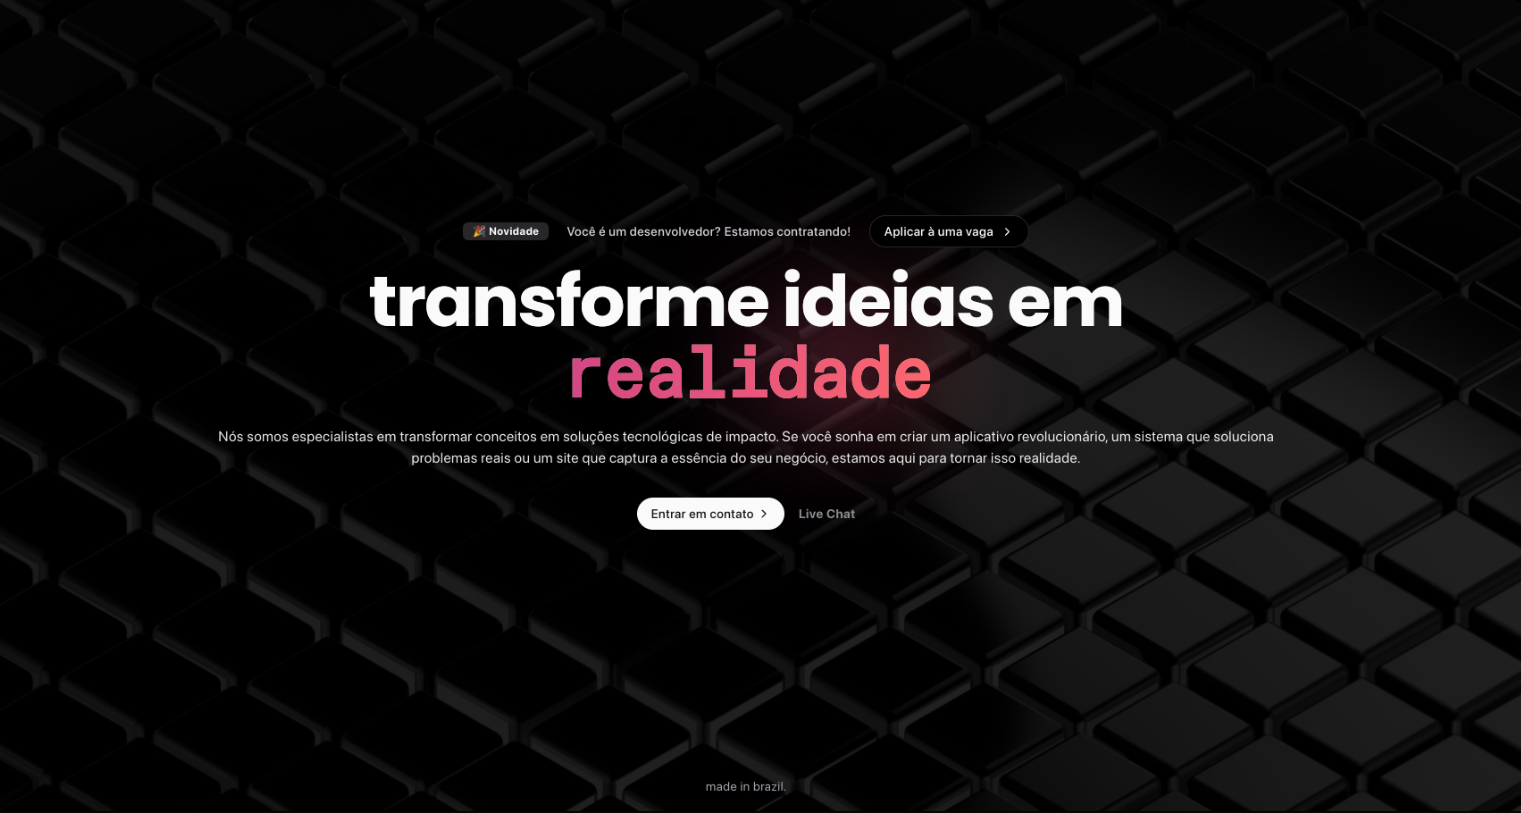 🎉 Novidade Você é um desenvolvedor? Estamos contratando! Aplicar à uma vaga
transforme ideias em
realidade
Nós somos especialistas em transformar conceitos em soluções tecnológicas de impacto. Se você sonha em criar um aplicativo revolucionário, um sistema que soluciona
problemas reais ou um site que captura a essência do seu negócio, estamos aqui para tornar isso realidade.
Entrar em contato Live Chat
made in brazil.